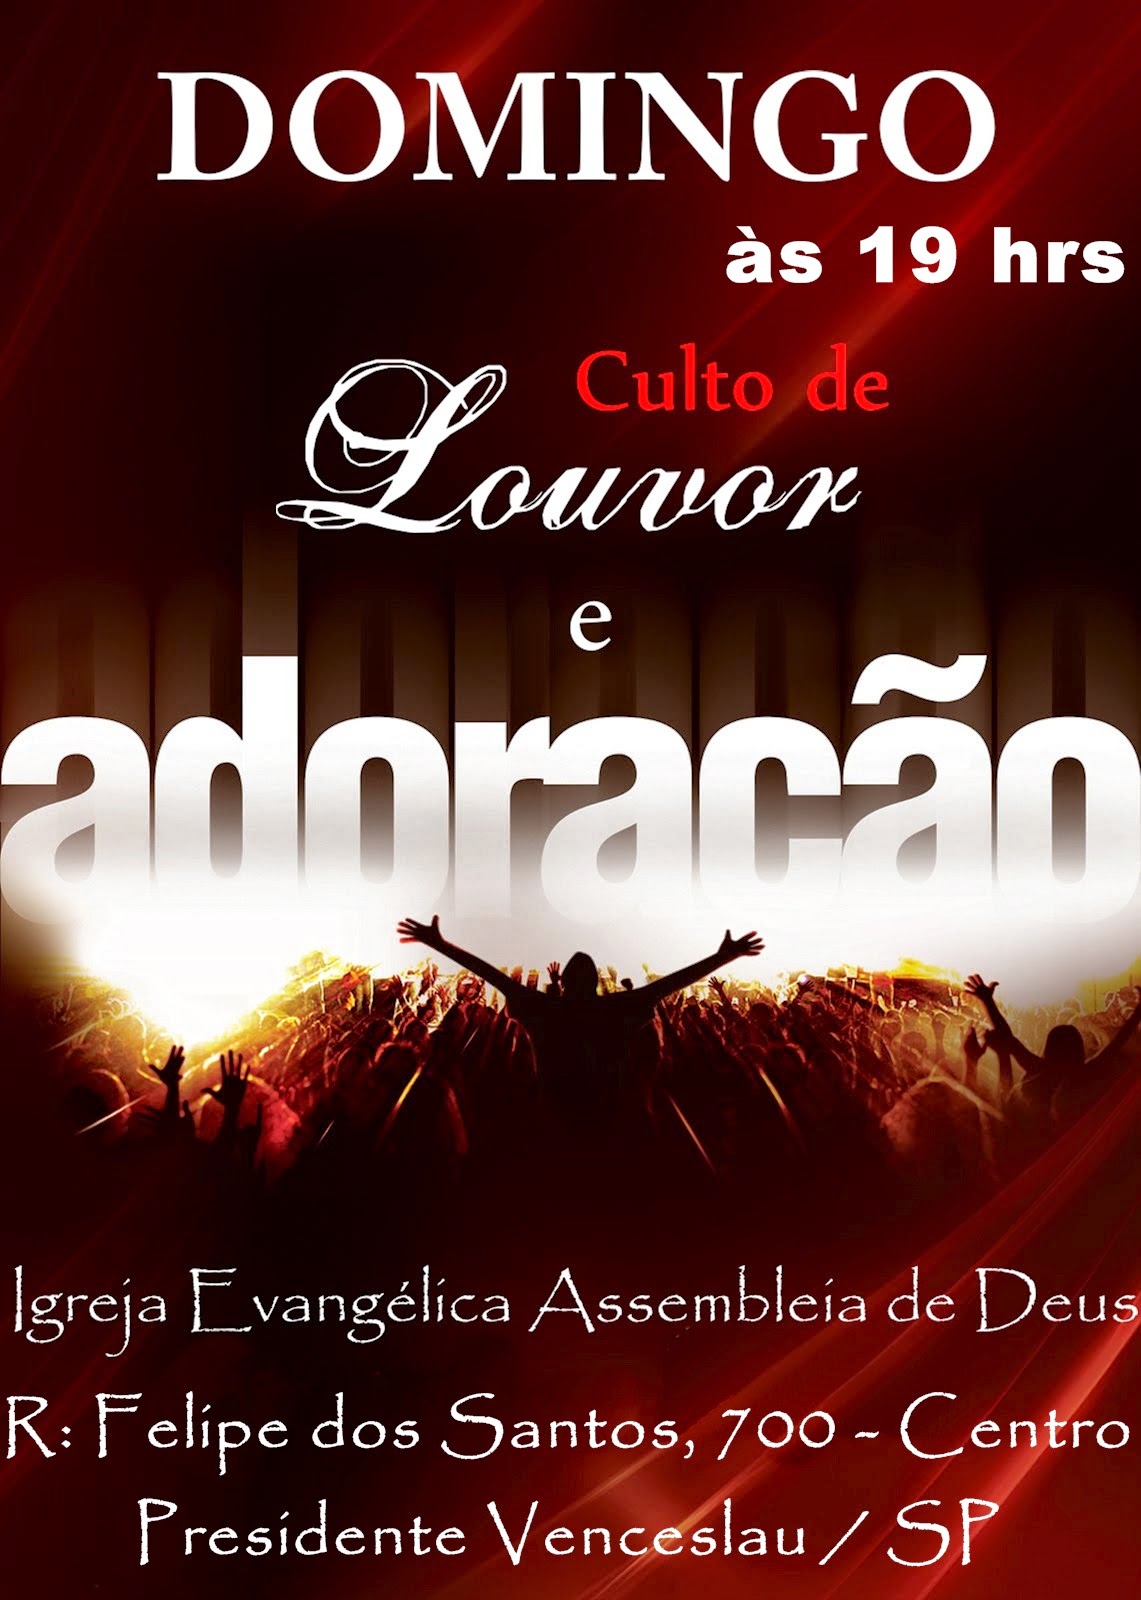 DOMINGO
às 19 hrs
Culto de
Louvor
e
adoracão
Igreja Evangélica Assembleia de Deus
R: Felipe dos Santos, 700 - Centro
Presidente Venceslau / SP